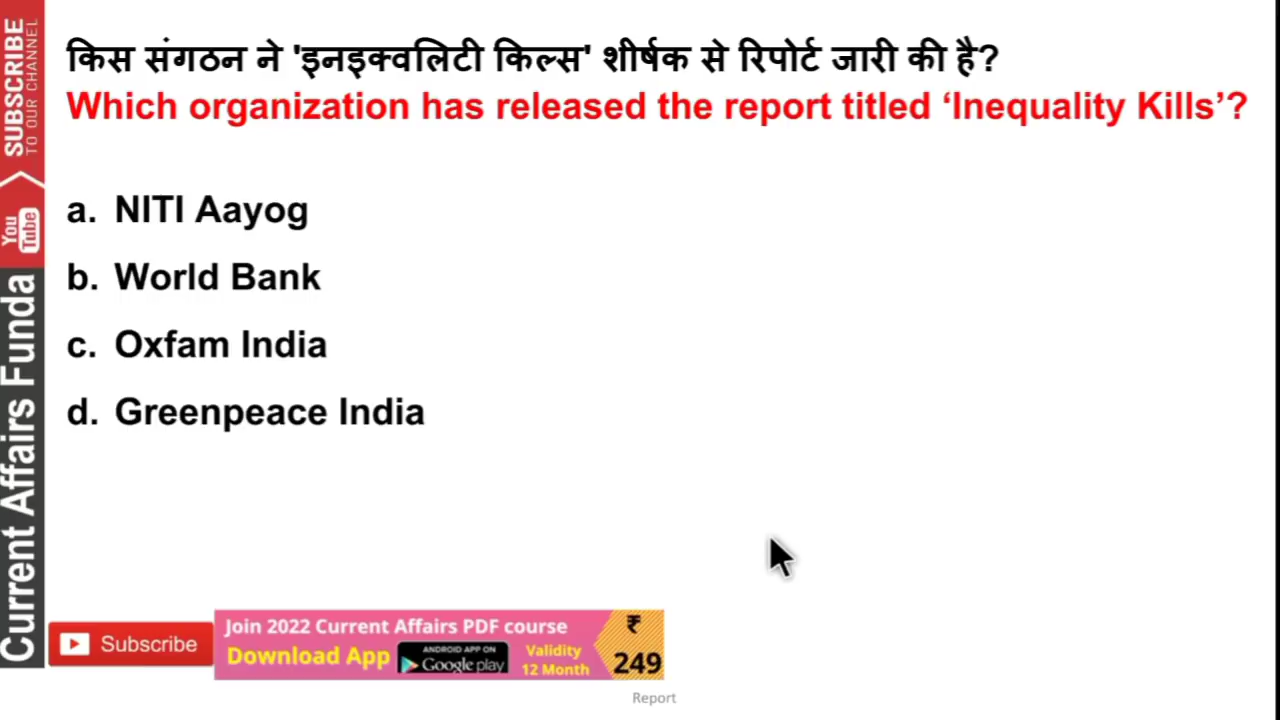 किस संगठन ने 'इनइक्वलिटी किल्स' शीर्षक से रिपोर्ट जारी की है?
Which organization has released the report titled ‘Inequality Kills’?
a. NITI Aayog
b. World Bank
c. Oxfam India
d. Greenpeace India
SUBSCRIBE
TO OUR CHANNEL
You Tube
Current Affairs Funda
Subscribe
Join 2022 Current Affairs PDF course
Download App
ANDROID APP ON
Google play
Validity
12 Month
₹
249
Report